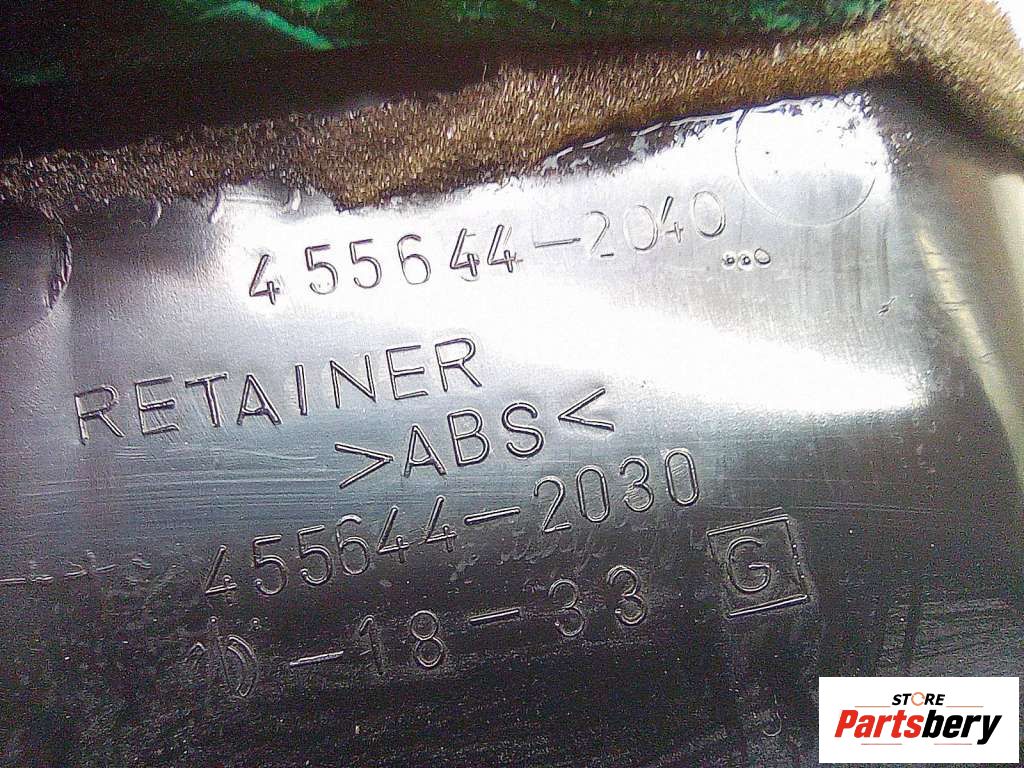 455644-2040
RETAINER
>ABS<
455644-2030
G
-18-33
STORE
Partsbery